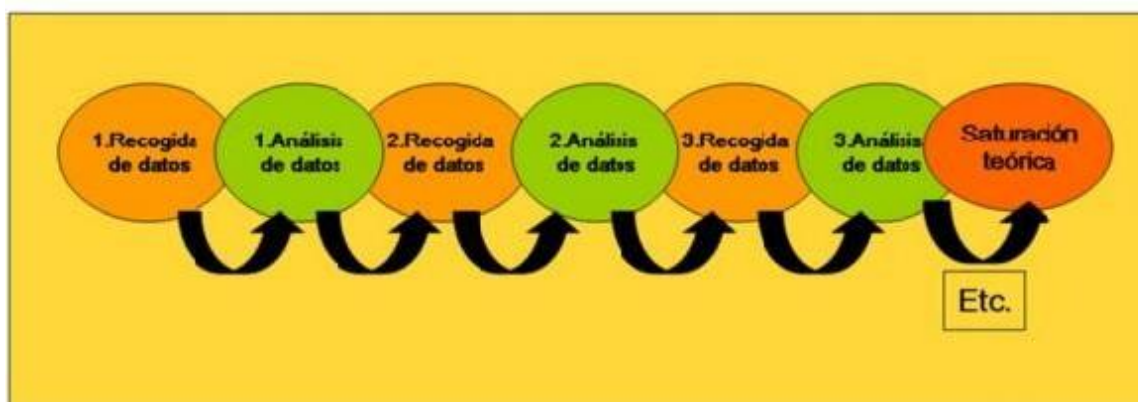 1.Recogida
de datos
1.Análisis
de datos
2.Recogida
de datos
2.Análisis
de datos
3.Recogida
de datos
3.Análisis
de datos
Saturación
teórica
Etc.